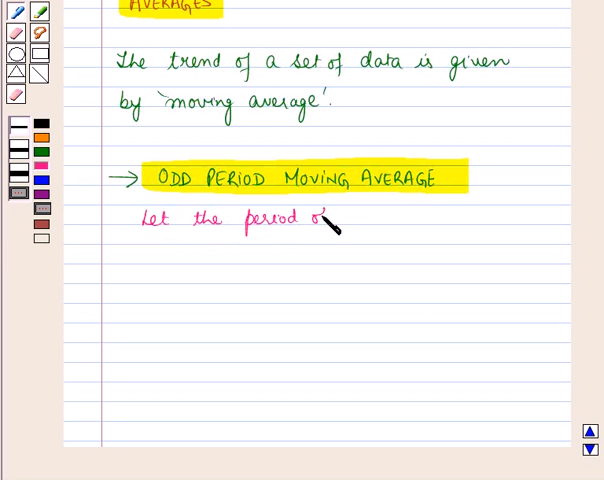 AVERAGES
The trend of a set of data is given
by 'moving average'.
→ ODD PERIOD MOVING AVERAGE
Let the period o